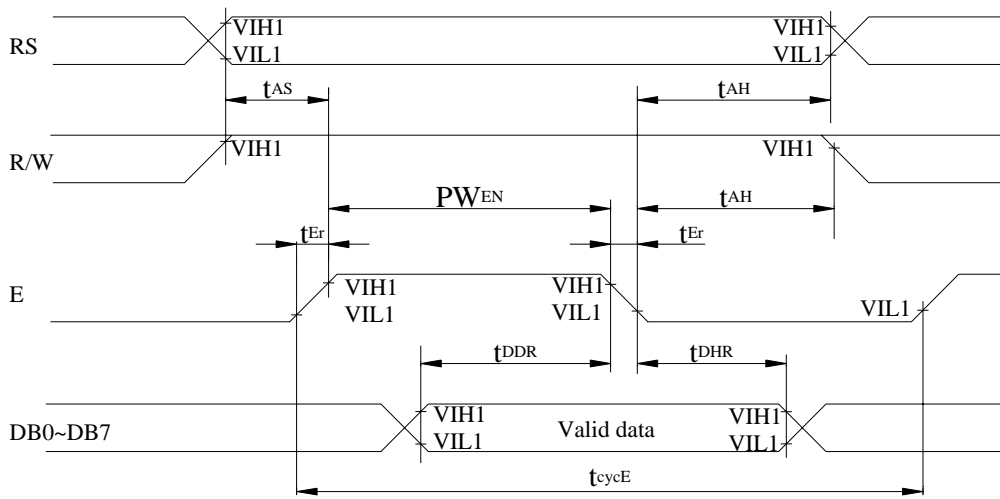 RS
VIH1
VIL1
VIH1
VIL1
tAS
tAH
R/W
VIH1
VIH1
PWEN
tAH
tEr
tEr
E
VIH1
VIL1
VIH1
VIL1
VIL1
tDDR
tDHR
DB0~DB7
VIH1
VIL1
Valid data
VIH1
VIL1
tcycE